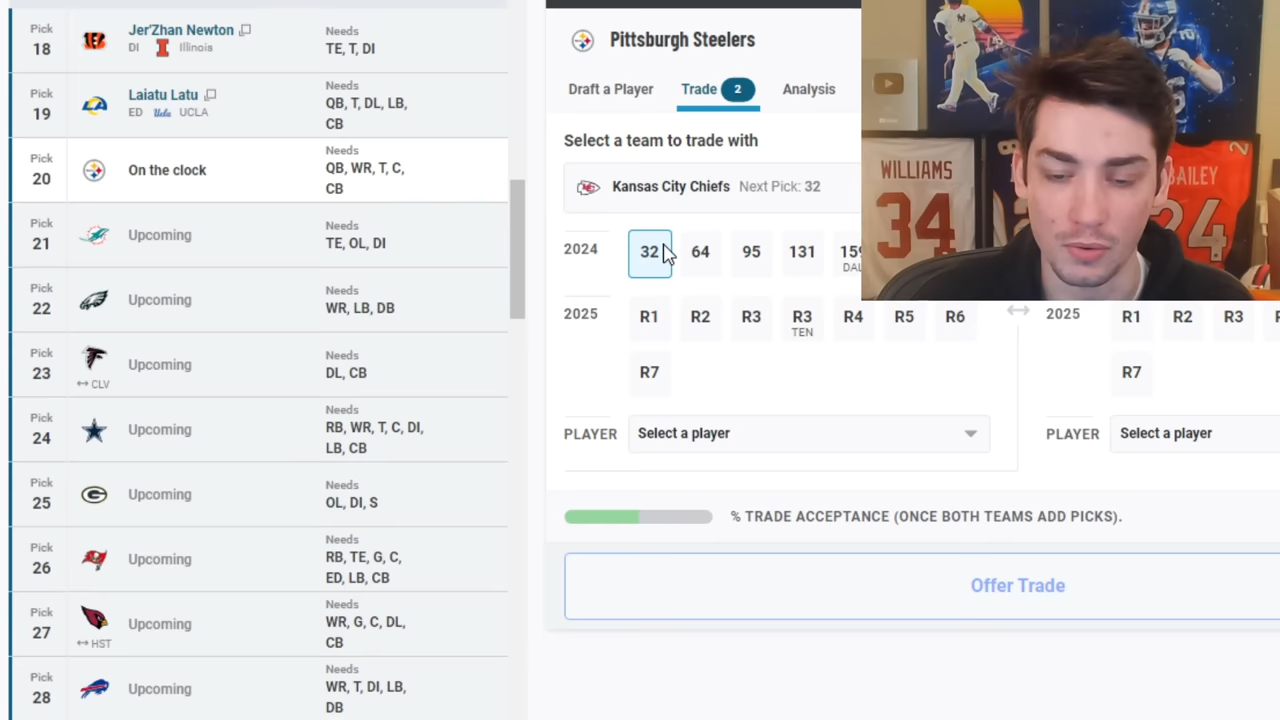 Pick
18
Jer'Zhan Newton
DI Illinois
Needs
TE, T, DI
Pick
19
Laiatu Latu
ED Ucla UCLA
Needs
QB, T, DL, LB,
CB
Pick
20
On the clock
Needs
QB, WR, T, C,
CB
Pick
21
Upcoming
Needs
TE, OL, DI
Pick
22
Upcoming
Needs
WR, LB, DB
Pick
23
↔ CLV
Upcoming
Needs
DL, CB
Pick
24
Upcoming
Needs
RB, WR, T, C, DI,
LB, CB
Pick
25
Upcoming
Needs
OL, DI, S
Pick
26
Upcoming
Needs
RB, TE, G, C,
ED, LB, CB
Pick
27
↔ HST
Upcoming
Needs
WR, G, C, DL,
CB
Pick
28
Upcoming
Needs
WR, T, DI, LB,
DB
Pittsburgh Steelers
Draft a Player Trade 2 Analysis
Select a team to trade with
Kansas City Chiefs Next Pick: 32
2024 32 64 95 131 159
DAL
2025 R1 R2 R3 R3 R4 R5 R6
TEN
R7
PLAYER Select a player
2025 R1 R2 R3
R7
PLAYER Select a player
% TRADE ACCEPTANCE (ONCE BOTH TEAMS ADD PICKS).
Offer Trade
WILLIAMS
34
BAILEY
24
2